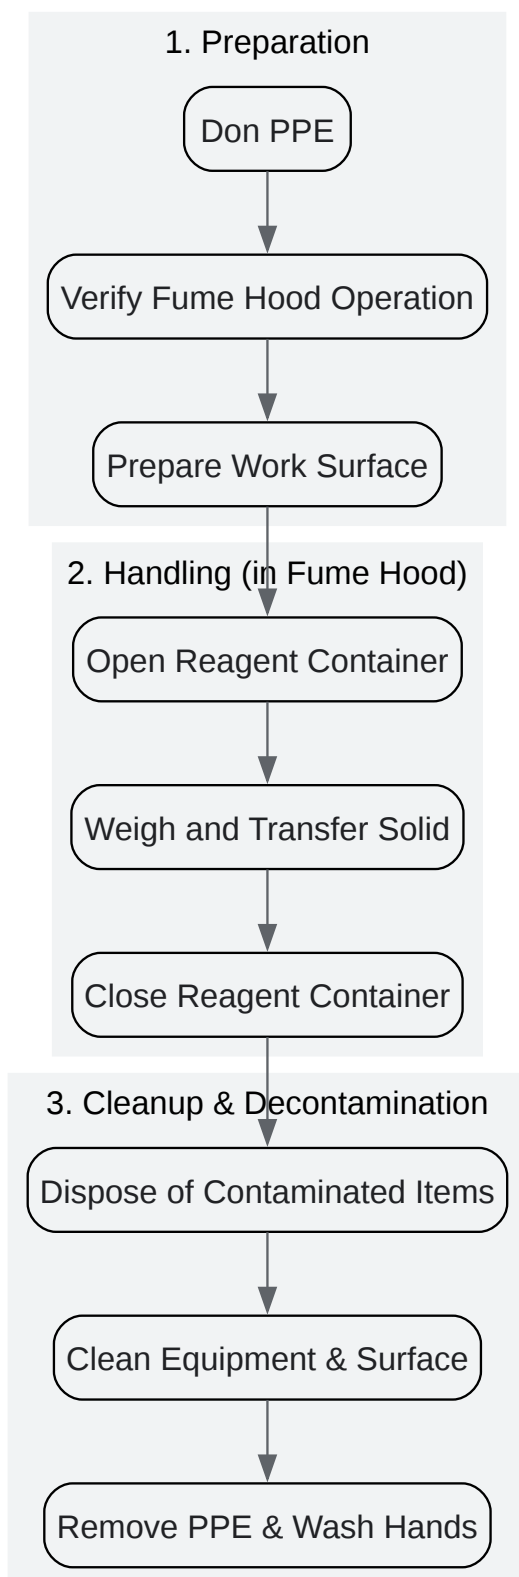 1. Preparation
Don PPE
Verify Fume Hood Operation
Prepare Work Surface
2. Handling (in Fume Hood)
Open Reagent Container
Weigh and Transfer Solid
Close Reagent Container
3. Cleanup & Decontamination
Dispose of Contaminated Items
Clean Equipment & Surface
Remove PPE & Wash Hands